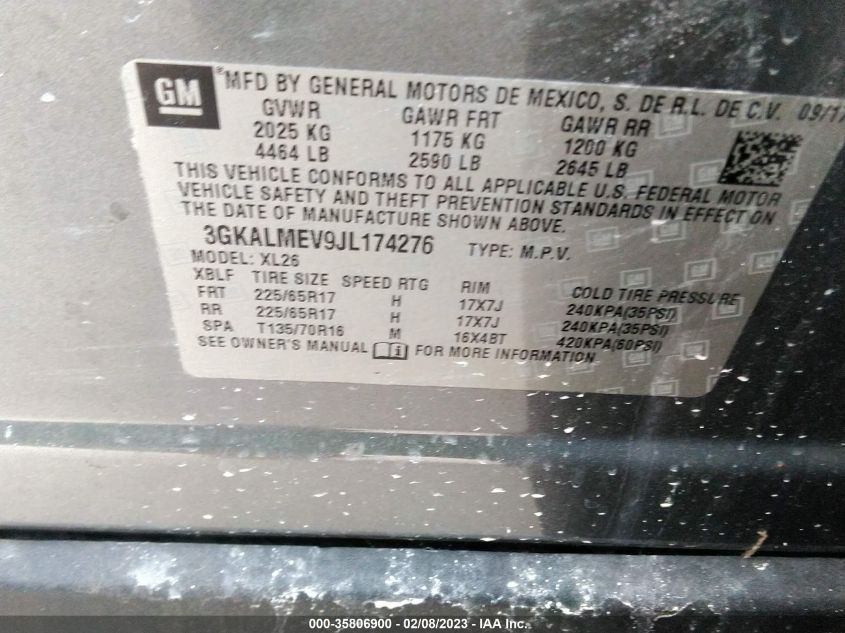 GM
*MFD BY GENERAL MOTORS DE MEXICO, S. DE R.L. DE C.V. 09/17
GVWR GAWR FRT GAWR RR
2025 KG 1175 KG 1200 KG
4464 LB 2590 LB 2645 LB
THIS VEHICLE CONFORMS TO ALL APPLICABLE U.S. FEDERAL MOTOR
VEHICLE SAFETY AND THEFT PREVENTION STANDARDS IN EFFECT ON
THE DATE OF MANUFACTURE SHOWN ABOVE.
3GKALMEV9JL174276 TYPE: M.P.V.
MODEL: XL26
XBLF TIRE SIZE SPEED RTG RIM COLD TIRE PRESSURE
FRT 225/65R17 H 17X7J 240KPA(35PSI)
RR 225/65R17 H 17X7J 240KPA(35PSI)
SPA T135/70R16 M 16X4BT 420KPA(60PSI)
SEE OWNER'S MANUAL FOR MORE INFORMATION
000-35806900 - 02/08/2023 - IAA Inc.